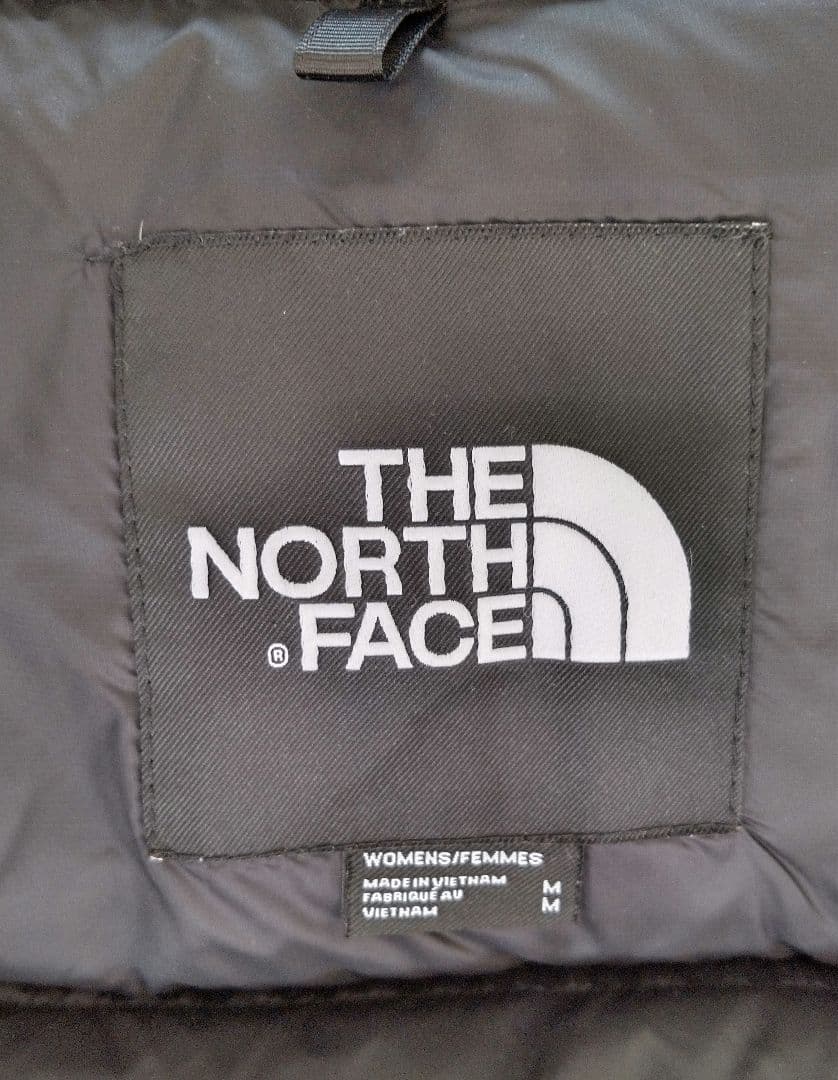 THE
NORTH
® FACE
WOMENS/FEMMES
MADE IN VIETNAM M
FABRIQUÉ AU M
VIETNAM